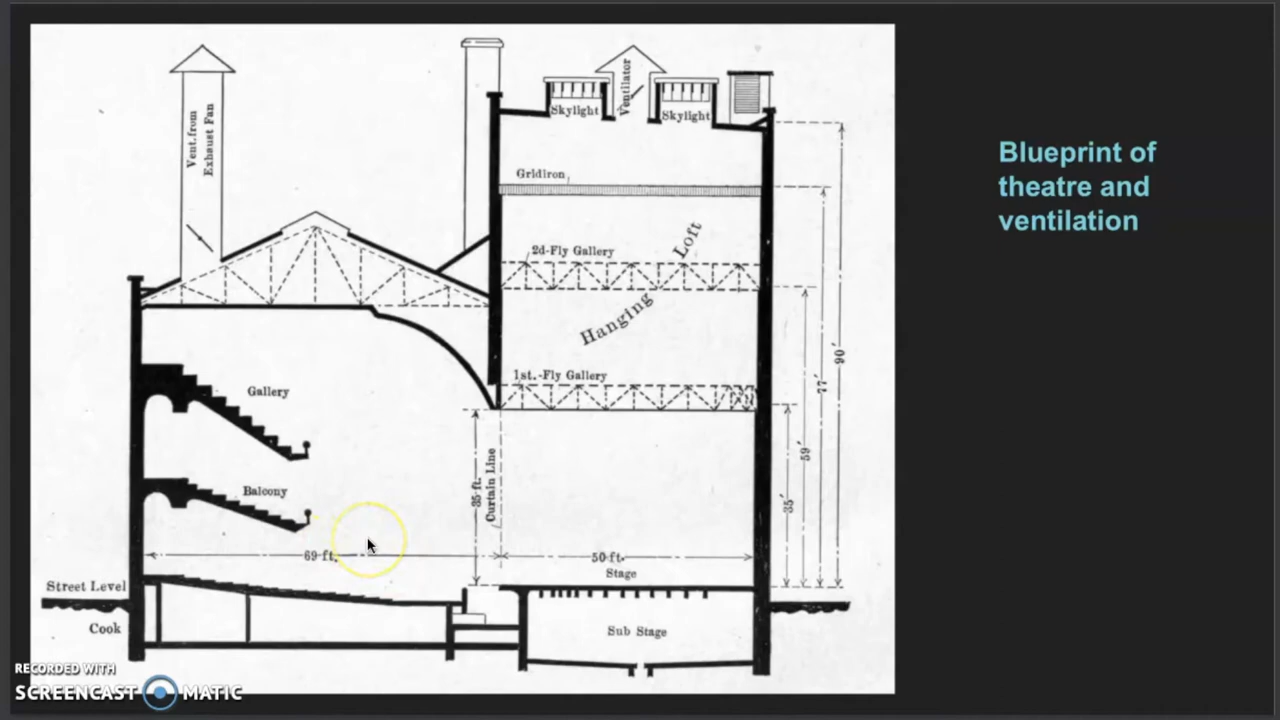 Blueprint of
theatre and
ventilation
Vent. from
Exhaust Fan
Skylight
Ventilator
Skylight
Gridiron
2d-Fly Gallery
Hanging Loft
1st.-Fly Gallery
Gallery
Balcony
35 ft.
Curtain Line
35'
59'
77'
90'
69 ft.
50 ft.
Stage
Street Level
Cook
Sub Stage
RECORDED WITH
SCREENCAST MATIC